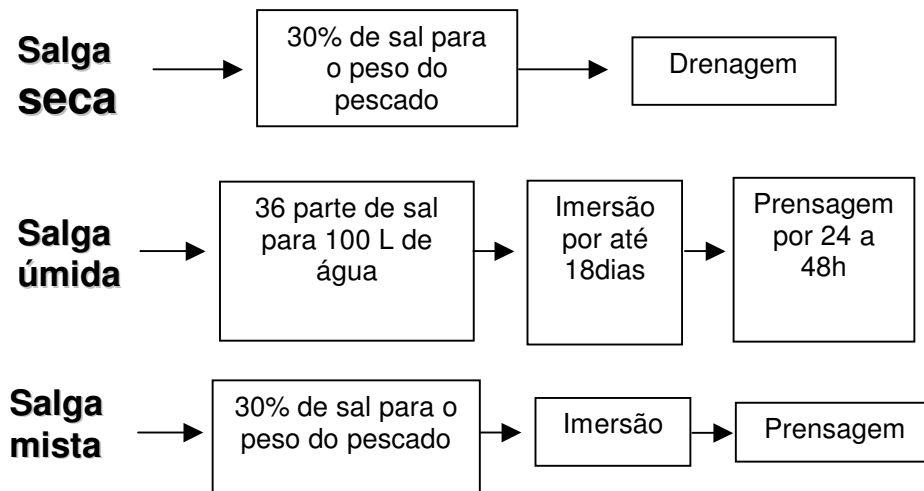 Salga
seca
30% de sal para
o peso do
pescado
Drenagem
Salga
úmida
36 parte de sal
para 100 L de
água
Imersão
por até
18dias
Prensagem
por 24 a
48h
Salga
mista
30% de sal para o
peso do pescado
Imersão
Prensagem